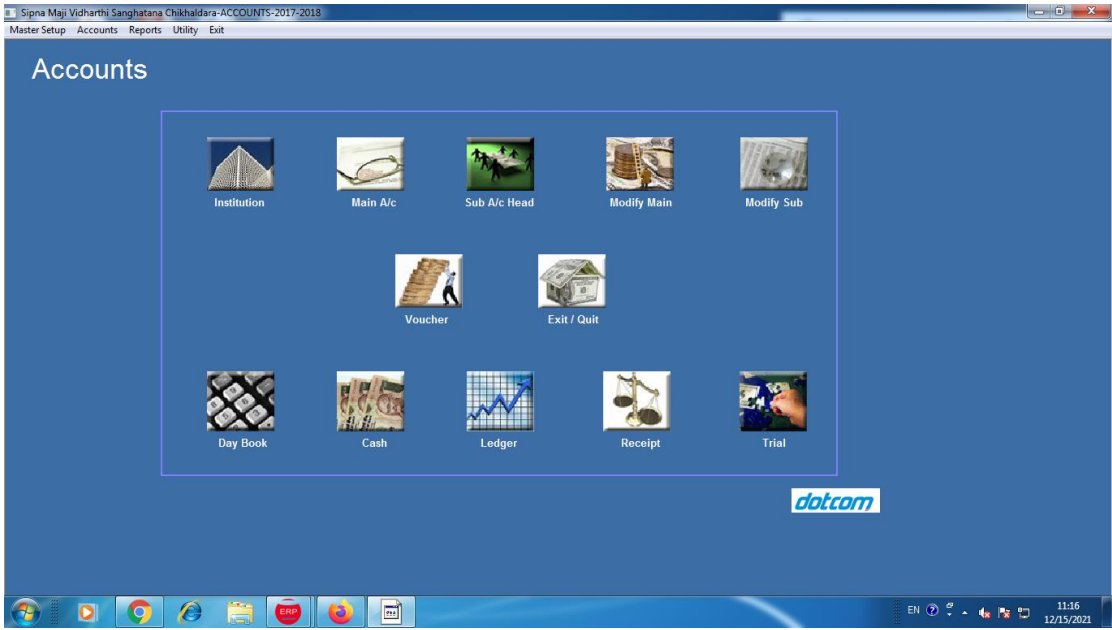 Sipna Maji Vidharthi Sanghatana Chikhaldara-ACCOUNTS-2017-2018
Master Setup Accounts Reports Utility Exit
Accounts
Institution Main A/c Sub A/c Head Modify Main Modify Sub
Voucher Exit / Quit
Day Book Cash Ledger Receipt Trial
dotcom
ERP
EN
11:16
12/15/2021